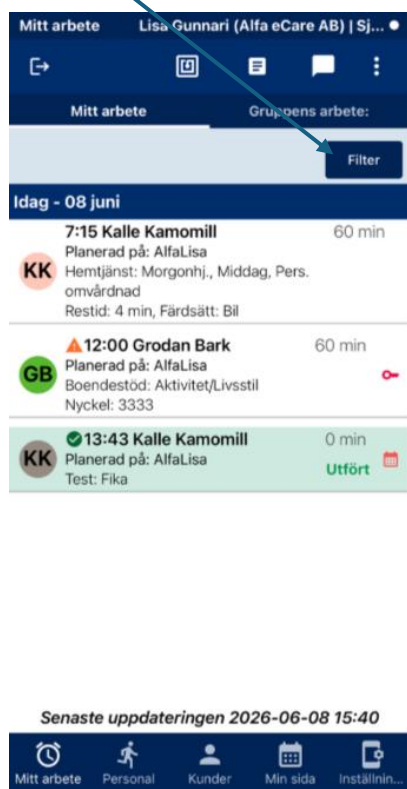 Mitt arbete Lisa Gunnari (Alfa eCare AB) | Sj...
Mitt arbete Gruppens arbete:
Filter
Idag - 08 juni
7:15 Kalle Kamomill 60 min
Planerad på: AlfaLisa
KK Hemtjänst: Morgonhj., Middag, Pers.
omvårdnad
Restid: 4 min, Färdsätt: Bil
12:00 Grodan Bark 60 min
Planerad på: AlfaLisa
GB Boendestöd: Aktivitet/Livsstil
Nyckel: 3333
13:43 Kalle Kamomill 0 min
KK Planerad på: AlfaLisa Utfört
Test: Fika
Senaste uppdateringen 2026-06-08 15:40
Mitt arbete Personal Kunder Min sida Inställnin...